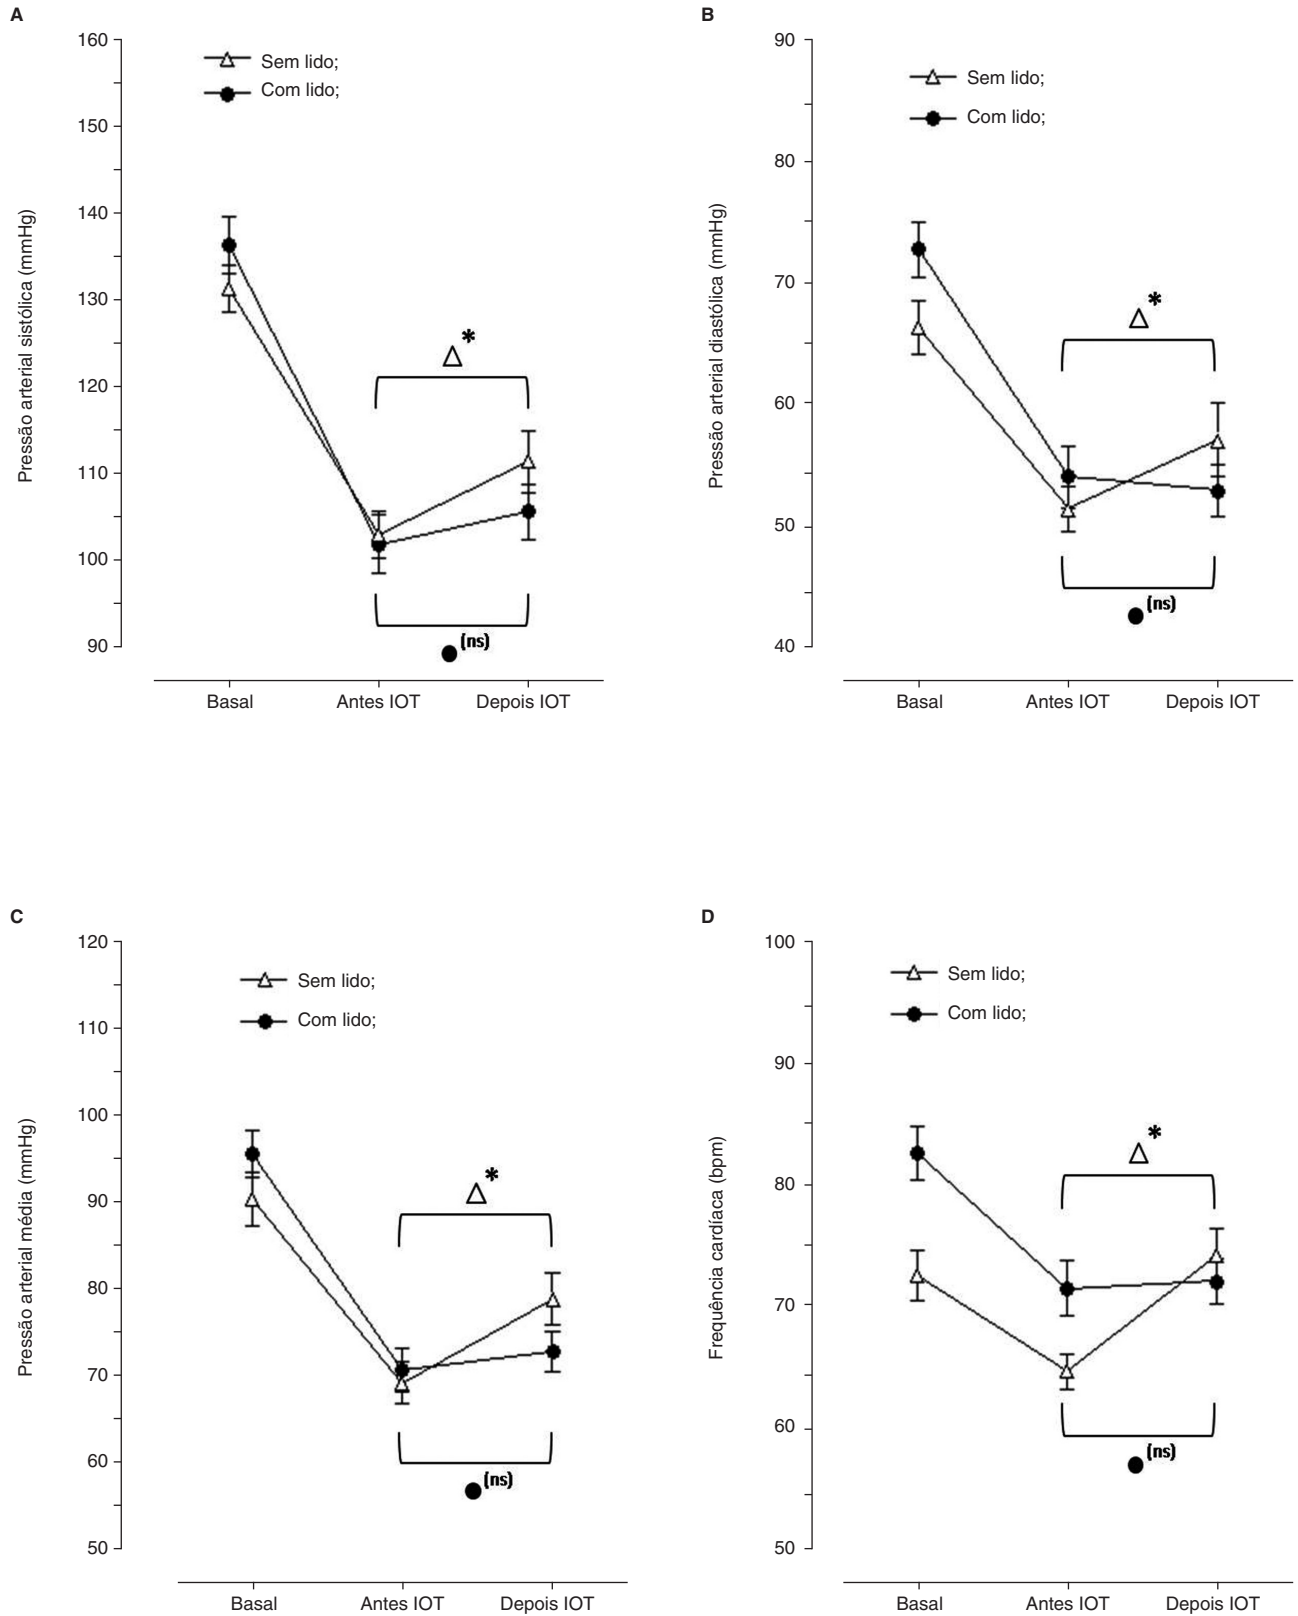 A
160
150
140
130
120
110
100
90
Pressão arterial sistólica (mmHg)
Sem lido;
Com lido;
*
(ns)
Basal
Antes IOT
Depois IOT
B
90
80
70
60
50
40
Pressão arterial diastólica (mmHg)
Sem lido;
Com lido;
*
(ns)
Basal
Antes IOT
Depois IOT
C
120
110
100
90
80
70
60
50
Pressão arterial média (mmHg)
Sem lido;
Com lido;
*
(ns)
Basal
Antes IOT
Depois IOT
D
100
90
80
70
60
50
Frequência cardíaca (bpm)
Sem lido;
Com lido;
*
(ns)
Basal
Antes IOT
Depois IOT